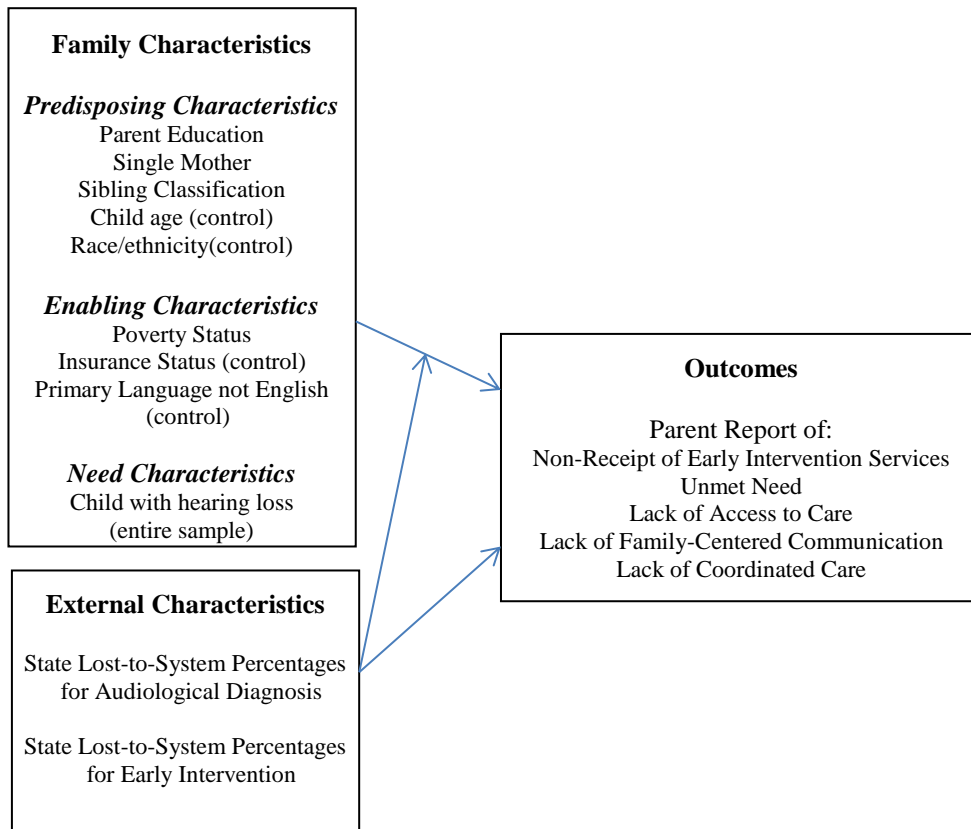 Family Characteristics
Predisposing Characteristics
Parent Education
Single Mother
Sibling Classification
Child age (control)
Race/ethnicity(control)
Enabling Characteristics
Poverty Status
Insurance Status (control)
Primary Language not English
(control)
Need Characteristics
Child with hearing loss
(entire sample)
External Characteristics
State Lost-to-System Percentages
for Audiological Diagnosis
State Lost-to-System Percentages
for Early Intervention
Outcomes
Parent Report of:
Non-Receipt of Early Intervention Services
Unmet Need
Lack of Access to Care
Lack of Family-Centered Communication
Lack of Coordinated Care